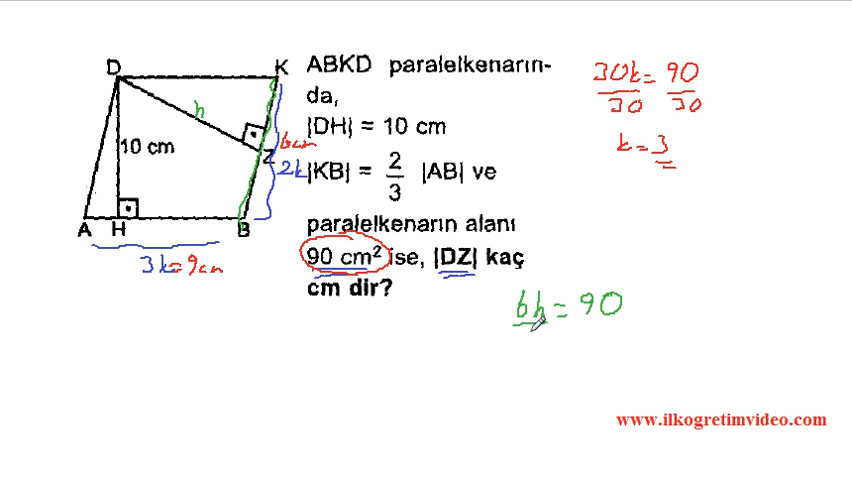 D
K
h
10 cm
Z
A
H
B
3k=9cm
6cm
2k
ABKD paralelkenarın-
da,
|DH| = 10 cm
|KB| = 2/3 |AB| ve
paralelkenarın alanı
90 cm² ise, |DZ| kaç
cm dir?
30k = 90
30 30
k = 3
6h = 90
www.ilkogretimvideo.com